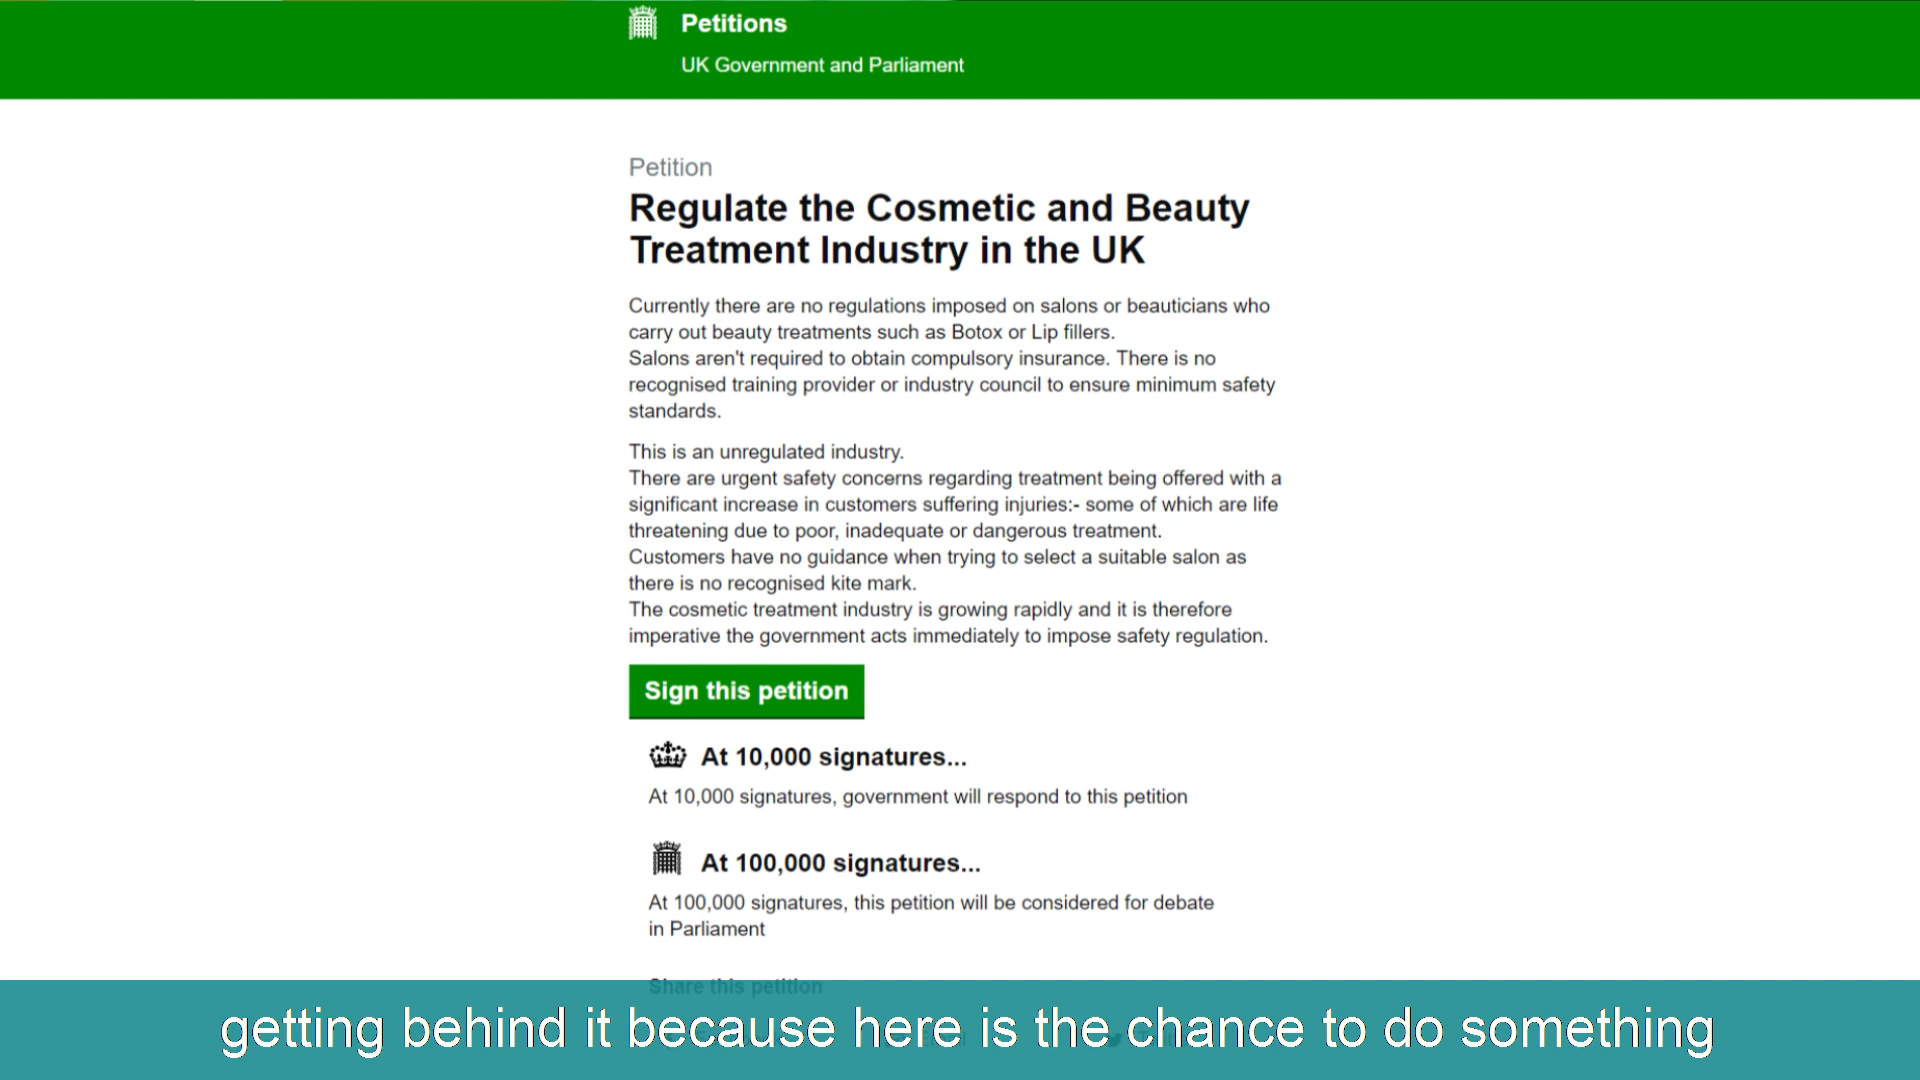 Petitions
UK Government and Parliament
Petition
Regulate the Cosmetic and Beauty
Treatment Industry in the UK
Currently there are no regulations imposed on salons or beauticians who
carry out beauty treatments such as Botox or Lip fillers.
Salons aren't required to obtain compulsory insurance. There is no
recognised training provider or industry council to ensure minimum safety
standards.
This is an unregulated industry.
There are urgent safety concerns regarding treatment being offered with a
significant increase in customers suffering injuries:- some of which are life
threatening due to poor, inadequate or dangerous treatment.
Customers have no guidance when trying to select a suitable salon as
there is no recognised kite mark.
The cosmetic treatment industry is growing rapidly and it is therefore
imperative the government acts immediately to impose safety regulation.
Sign this petition
At 10,000 signatures...
At 10,000 signatures, government will respond to this petition
At 100,000 signatures...
At 100,000 signatures, this petition will be considered for debate
in Parliament
Share this petition
getting behind it because here is the chance to do something